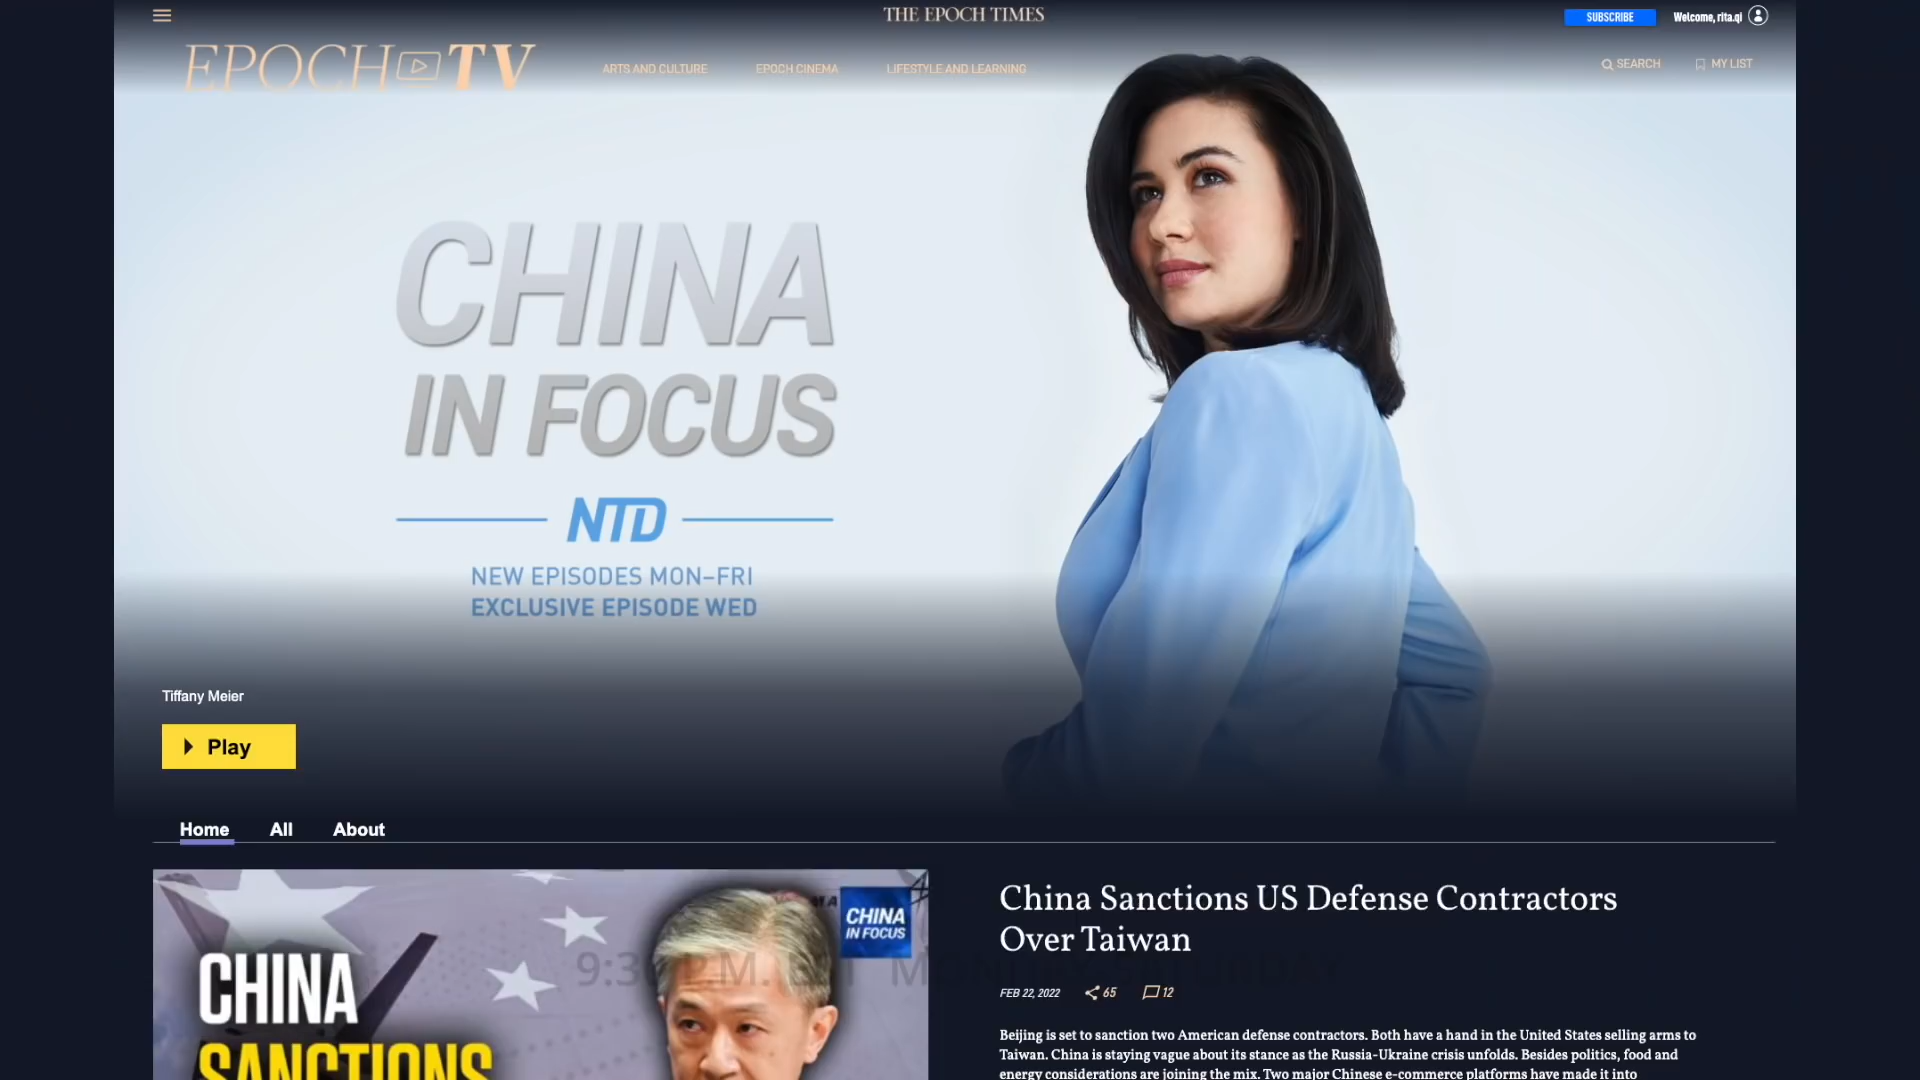 THE EPOCH TIMES
SUBSCRIBE
Welcome, rita.qi
EPOCH TV
ARTS AND CULTURE
EPOCH CINEMA
LIFESTYLE AND LEARNING
SEARCH
MY LIST
CHINA
IN FOCUS
NTD
NEW EPISODES MON–FRI
EXCLUSIVE EPISODE WED
Tiffany Meier
Play
Home
All
About
CHINA
IN FOCUS
CHINA
SANCTIONS
China Sanctions US Defense Contractors
Over Taiwan
FEB 22, 2022
65
12
Beijing is set to sanction two American defense contractors. Both have a hand in the United States selling arms to
Taiwan. China is staying vague about its stance as the Russia-Ukraine crisis unfolds. Besides politics, food and
energy considerations are joining the mix. Two major Chinese e-commerce platforms have made it into